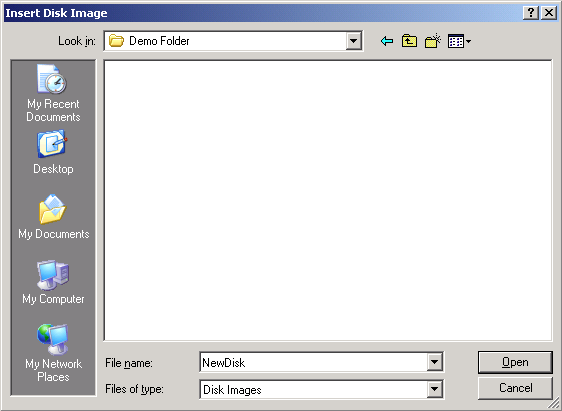 Insert Disk Image
Look in: Demo Folder
My Recent
Documents
Desktop
My Documents
My Computer
My Network
Places
File name: NewDisk Open
Files of type: Disk Images Cancel